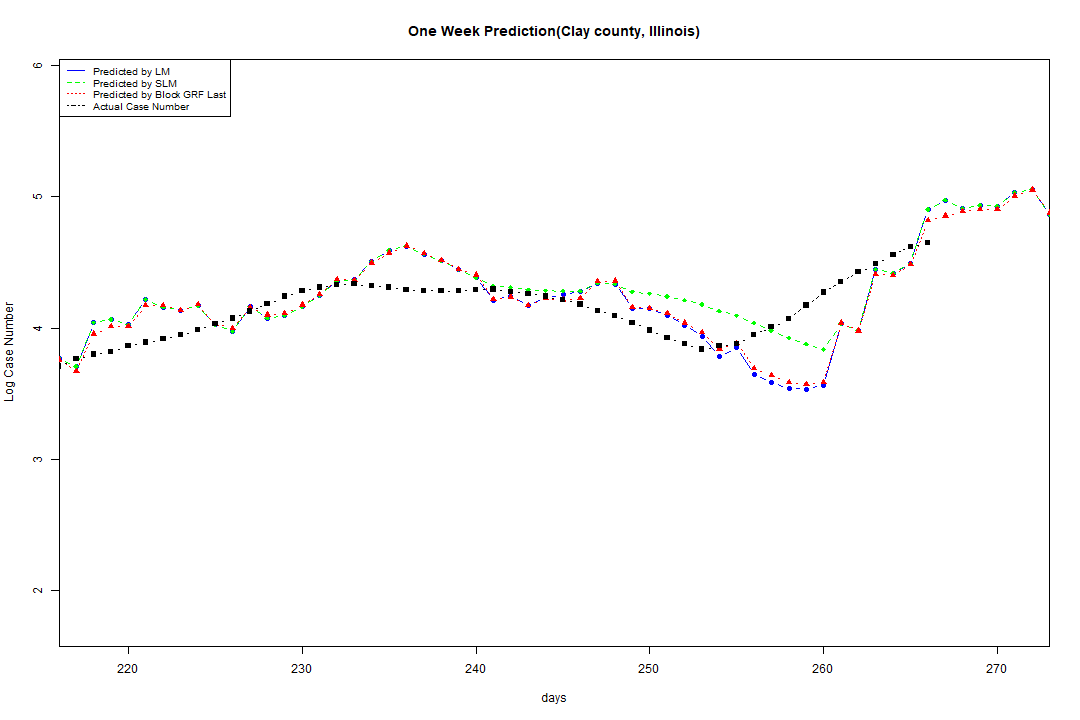 One Week Prediction(Clay county, Illinois)
Predicted by LM
Predicted by SLM
Predicted by Block GRF Last
Actual Case Number
6
5
4
3
2
Log Case Number
220 230 240 250 260 270
days